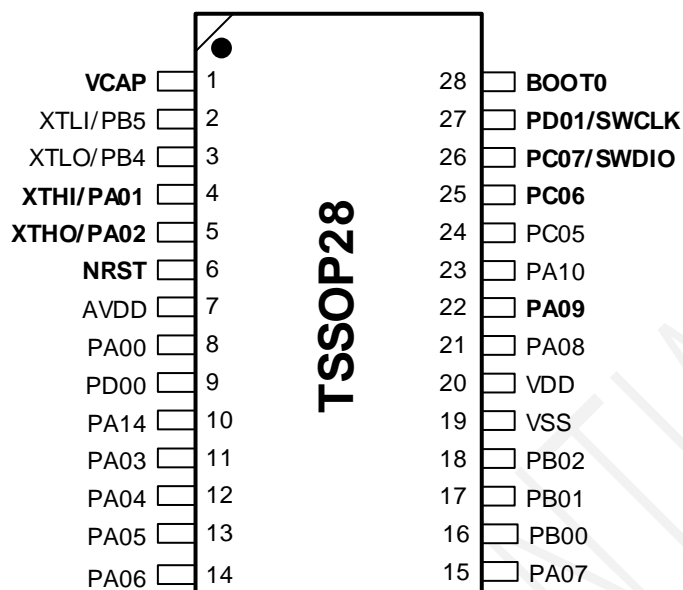 VCAP 1 28 BOOT0
XTLI/PB5 2 27 PD01/SWCLK
XTLO/PB4 3 26 PC07/SWDIO
XTHI/PA01 4 25 PC06
XTHO/PA02 5 24 PC05
NRST 6 23 PA10
AVDD 7 22 PA09
PA00 8 21 PA08
PD00 9 20 VDD
PA14 10 19 VSS
PA03 11 18 PB02
PA04 12 17 PB01
PA05 13 16 PB00
PA06 14 15 PA07
TSSOP28